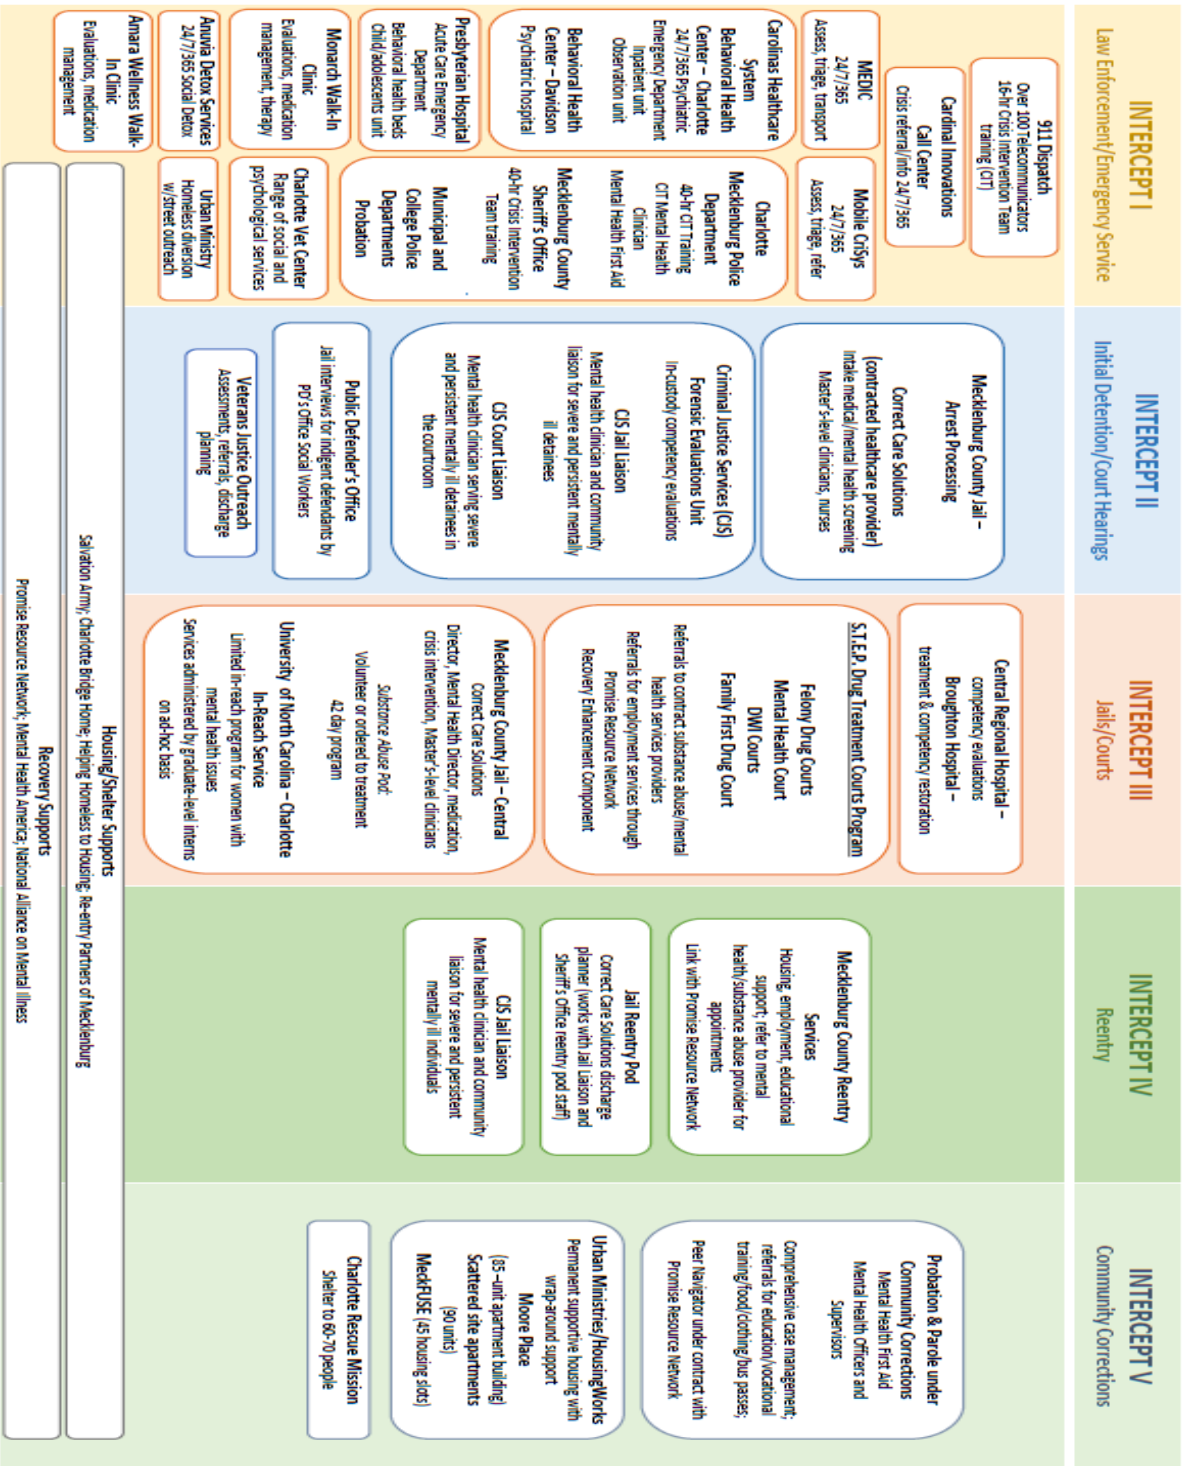 INTERCEPT I
Law Enforcement/Emergency Service
911 Dispatch
Over 100 Telecommunicators
16-hr Crisis Intervention Team
training (CIT)
Cardinal Innovations
Call Center
Crisis referral/info 24/7/365
MEDIC
24/7/365
Assess, triage, transport
Mobile CriSys
24/7/365
Assess, triage, refer
Carolinas Healthcare
System
Behavioral Health
Center – Charlotte
24/7/365 Psychiatric
Emergency Department
Inpatient unit
Observation unit
Behavioral Health
Center – Davidson
Psychiatric hospital
Charlotte
Mecklenburg Police
Department
40-hr CIT Training
CIT Mental Health
Clinician
Mental Health First Aid
Mecklenburg County
Sheriff's Office
40-hr Crisis Intervention
Team training
Municipal and
College Police
Departments
Probation
Presbyterian Hospital
Acute Care Emergency
Department
Behavioral health beds
Child/adolescents unit
Monarch Walk-In
Clinic
Evaluations, medication
management, therapy
Charlotte Vet Center
Range of social and
psychological services
Anuvia Detox Services
24/7/365 Social Detox
Urban Ministry
Homeless diversion
w/street outreach
Amara Wellness Walk-
In Clinic
Evaluations, medication
management
INTERCEPT II
Initial Detention/Court Hearings
Mecklenburg County Jail –
Arrest Processing
Correct Care Solutions
(contracted healthcare provider)
Intake medical/mental health screening
Master's-level clinicians, nurses
Criminal Justice Services (CJS)
Forensic Evaluations Unit
In-custody competency evaluations
CJS Jail Liaison
Mental health clinician and community
liaison for severe and persistent mentally
ill detainees
CJS Court Liaison
Mental health clinician serving severe
and persistent mentally ill detainees in
the courtroom
Public Defender's Office
Jail interviews for indigent defendants by
PD's Office Social Workers
Veterans Justice Outreach
Assessments, referrals, discharge
planning
INTERCEPT III
Jails/Courts
Central Regional Hospital –
competency evaluations
Broughton Hospital –
treatment & competency restoration
S.T.E.P. Drug Treatment Courts Program
Felony Drug Courts
Mental Health Court
DWI Courts
Family First Drug Court
Referrals to contract substance abuse/mental
health services providers
Referrals for employment services through
Promise Resource Network
Recovery Enhancement Component
Mecklenburg County Jail – Central
Correct Care Solutions
Director, Mental Health Director, medication,
crisis intervention, Master's-level clinicians
Substance Abuse Pod:
Volunteer or ordered to treatment
42 day program
University of North Carolina – Charlotte
In-Reach Service
Limited in-reach program for women with
mental health issues
Services administered by graduate-level interns
on ad-hoc basis
INTERCEPT IV
Reentry
Mecklenburg County Reentry
Services
Housing, employment, educational
support; refer to mental
health/substance abuse provider for
appointments
Link with Promise Resource Network
Jail Reentry Pod
Correct Care Solutions discharge
planner (works with Jail Liaison and
Sheriff's Office reentry pod staff)
CJS Jail Liaison
Mental health clinician and community
liaison for severe and persistent
mentally ill individuals
INTERCEPT V
Community Corrections
Probation & Parole under
Community Corrections
Mental Health First Aid
Mental Health Officers and
Supervisors
Comprehensive case management;
referrals for education/vocational
training/food/clothing/bus passes;
Peer Navigator under contract with
Promise Resource Network
Urban Ministries/HousingWorks
Permanent supportive housing with
wrap-around support
Moore Place
(85 –unit apartment building)
Scattered site apartments
(90 units)
MeckFUSE (45 housing slots)
Charlotte Rescue Mission
Shelter to 60-70 people
Housing/Shelter Supports
Salvation Army; Charlotte Bridge Home; Helping Homeless to Housing; Re-entry Partners of Mecklenburg
Recovery Supports
Promise Resource Network; Mental Health America; National Alliance on Mental Illness